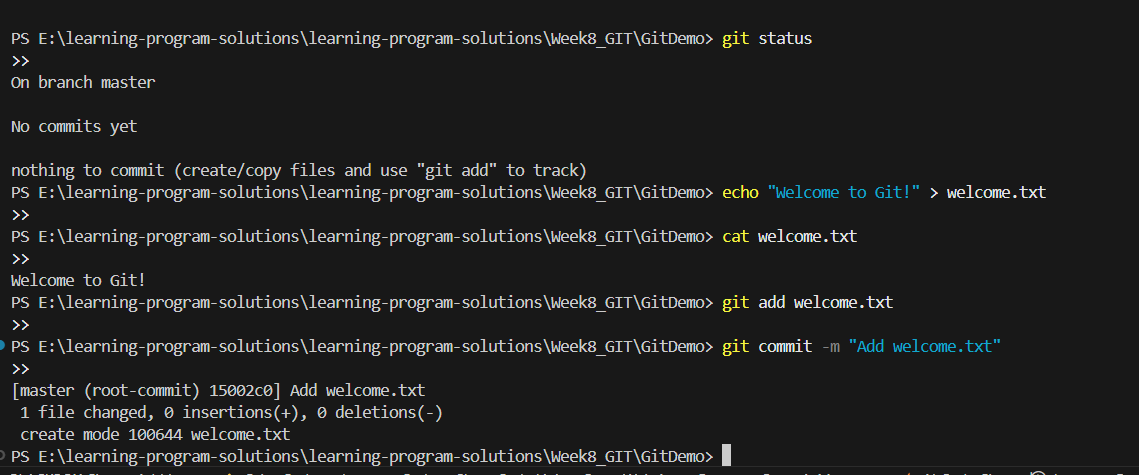 PS E:\learning-program-solutions\learning-program-solutions\Week8_GIT\GitDemo> git status
>>
On branch master
No commits yet
nothing to commit (create/copy files and use "git add" to track)
PS E:\learning-program-solutions\learning-program-solutions\Week8_GIT\GitDemo> echo "Welcome to Git!" > welcome.txt
>>
PS E:\learning-program-solutions\learning-program-solutions\Week8_GIT\GitDemo> cat welcome.txt
>>
Welcome to Git!
PS E:\learning-program-solutions\learning-program-solutions\Week8_GIT\GitDemo> git add welcome.txt
>>
PS E:\learning-program-solutions\learning-program-solutions\Week8_GIT\GitDemo> git commit -m "Add welcome.txt"
>>
[master (root-commit) 15002c0] Add welcome.txt
 1 file changed, 0 insertions(+), 0 deletions(-)
 create mode 100644 welcome.txt
PS E:\learning-program-solutions\learning-program-solutions\Week8_GIT\GitDemo>